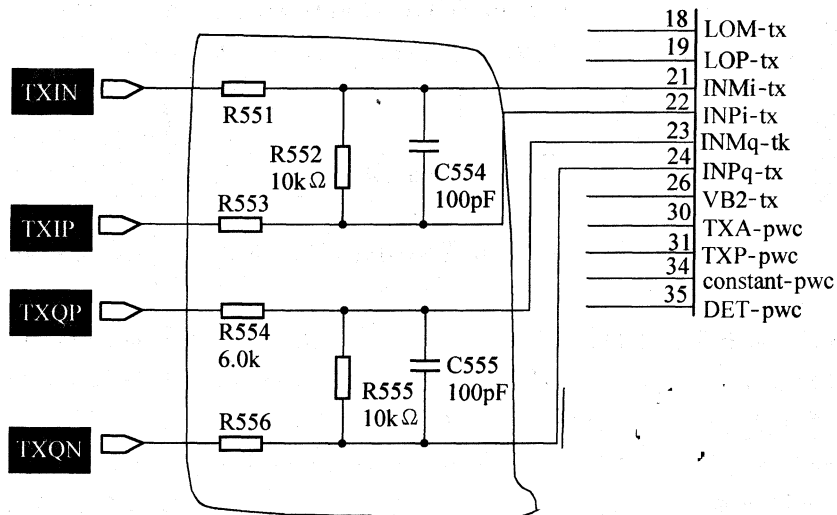 18 LOM-tx
19 LOP-tx
TXIN
R551
21 INMi-tx
22 INPi-tx
23 INMq-tk
24 INPq-tx
R552
10kΩ
C554
100pF
26 VB2-tx
TXIP
R553
30 TXA-pwc
31 TXP-pwc
34 constant-pwc
35 DET-pwc
TXQP
R554
6.0k
R555
10kΩ
C555
100pF
TXQN
R556